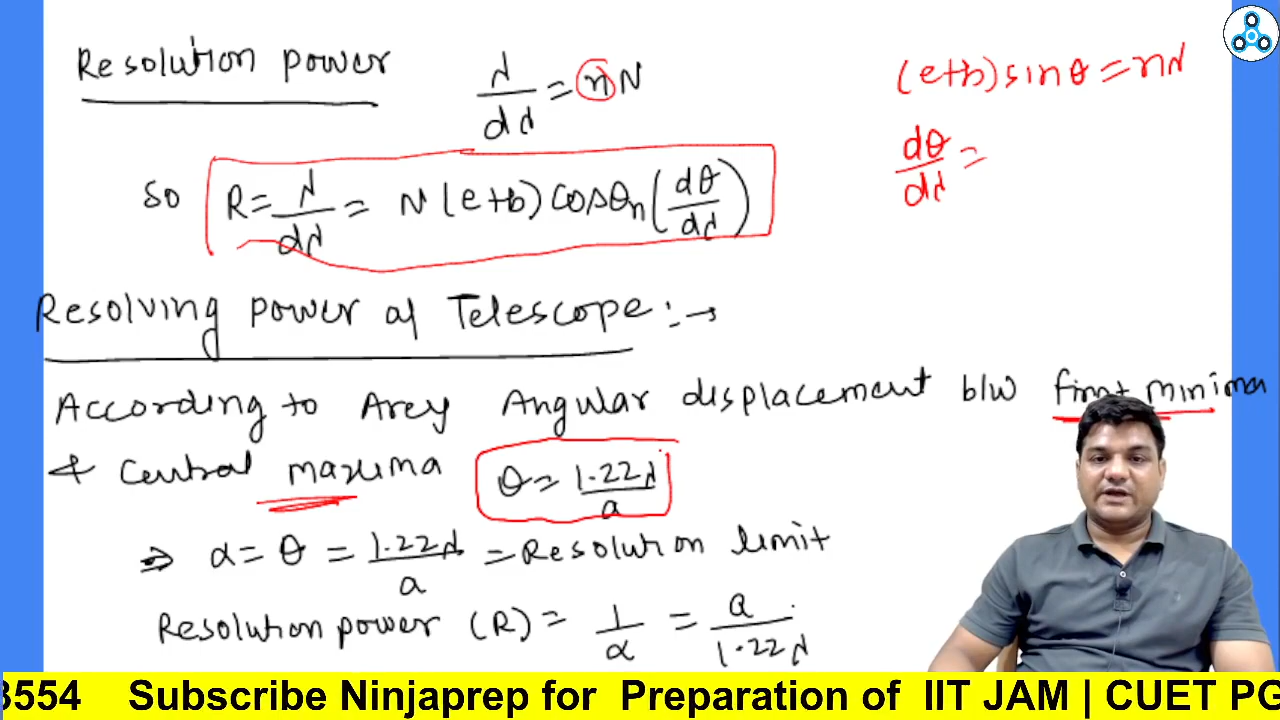 Resolution power λ/dλ = nN
(e+b) sinθ = nλ
dθ/dλ =
so R = λ/dλ = N (e+b) cosθn (dθ/dλ)
Resolving power of Telescope :→
According to Arey Angular displacement b/w first minima
& central maxima θ = 1.22λ/a
⇒ α = θ = 1.22λ/a = Resolution limit
Resolution power (R) = 1/α = a/1.22λ
3554 Subscribe Ninjaprep for Preparation of IIT JAM | CUET PG